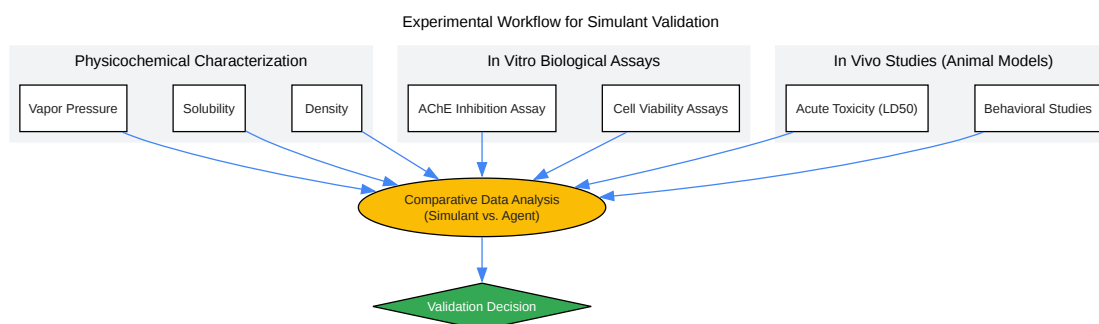 Experimental Workflow for Simulant Validation
Physicochemical Characterization
In Vitro Biological Assays
In Vivo Studies (Animal Models)
Vapor Pressure
Solubility
Density
AChE Inhibition Assay
Cell Viability Assays
Acute Toxicity (LD50)
Behavioral Studies
Comparative Data Analysis
(Simulant vs. Agent)
Validation Decision